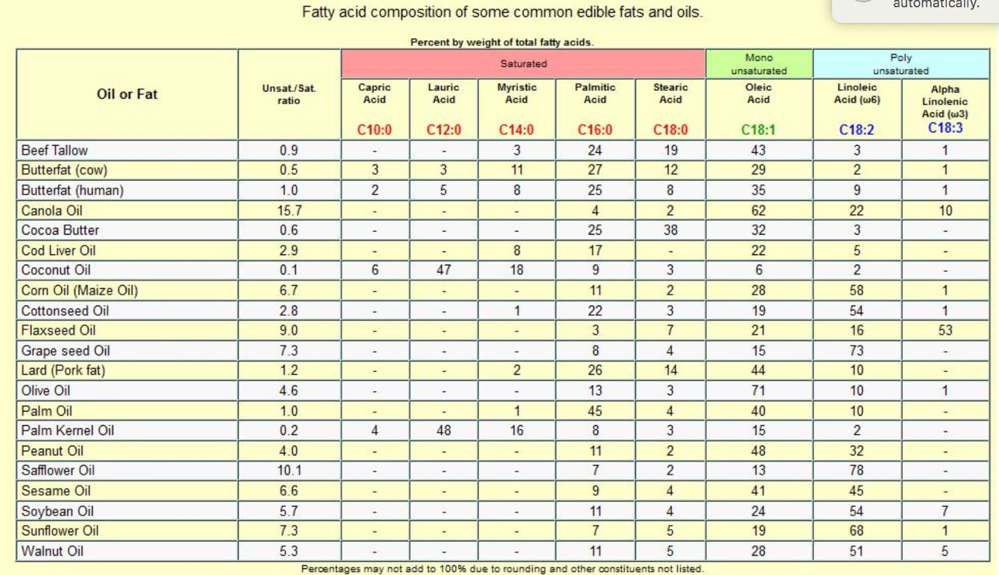 automatically.
Fatty acid composition of some common edible fats and oils.
Percent by weight of total fatty acids.
Oil or Fat Unsat./Sat. ratio Saturated Mono unsaturated Poly unsaturated
Capric Acid C10:0 Lauric Acid C12:0 Myristic Acid C14:0 Palmitic Acid C16:0 Stearic Acid C18:0 Oleic Acid C18:1 Linoleic Acid (ω6) C18:2 Alpha Linolenic Acid (ω3) C18:3
Beef Tallow 0.9 - - 3 24 19 43 3 1
Butterfat (cow) 0.5 3 3 11 27 12 29 2 1
Butterfat (human) 1.0 2 5 8 25 8 35 9 1
Canola Oil 15.7 - - - 4 2 62 22 10
Cocoa Butter 0.6 - - - 25 38 32 3 -
Cod Liver Oil 2.9 - - 8 17 - 22 5 -
Coconut Oil 0.1 6 47 18 9 3 6 2 -
Corn Oil (Maize Oil) 6.7 - - - 11 2 28 58 1
Cottonseed Oil 2.8 - - 1 22 3 19 54 1
Flaxseed Oil 9.0 - - - 3 7 21 16 53
Grape seed Oil 7.3 - - - 8 4 15 73 -
Lard (Pork fat) 1.2 - - 2 26 14 44 10 -
Olive Oil 4.6 - - - 13 3 71 10 1
Palm Oil 1.0 - - 1 45 4 40 10 -
Palm Kernel Oil 0.2 4 48 16 8 3 15 2 -
Peanut Oil 4.0 - - - 11 2 48 32 -
Safflower Oil 10.1 - - - 7 2 13 78 -
Sesame Oil 6.6 - - - 9 4 41 45 -
Soybean Oil 5.7 - - - 11 4 24 54 7
Sunflower Oil 7.3 - - - 7 5 19 68 1
Walnut Oil 5.3 - - - 11 5 28 51 5
Percentages may not add to 100% due to rounding and other constituents not listed.